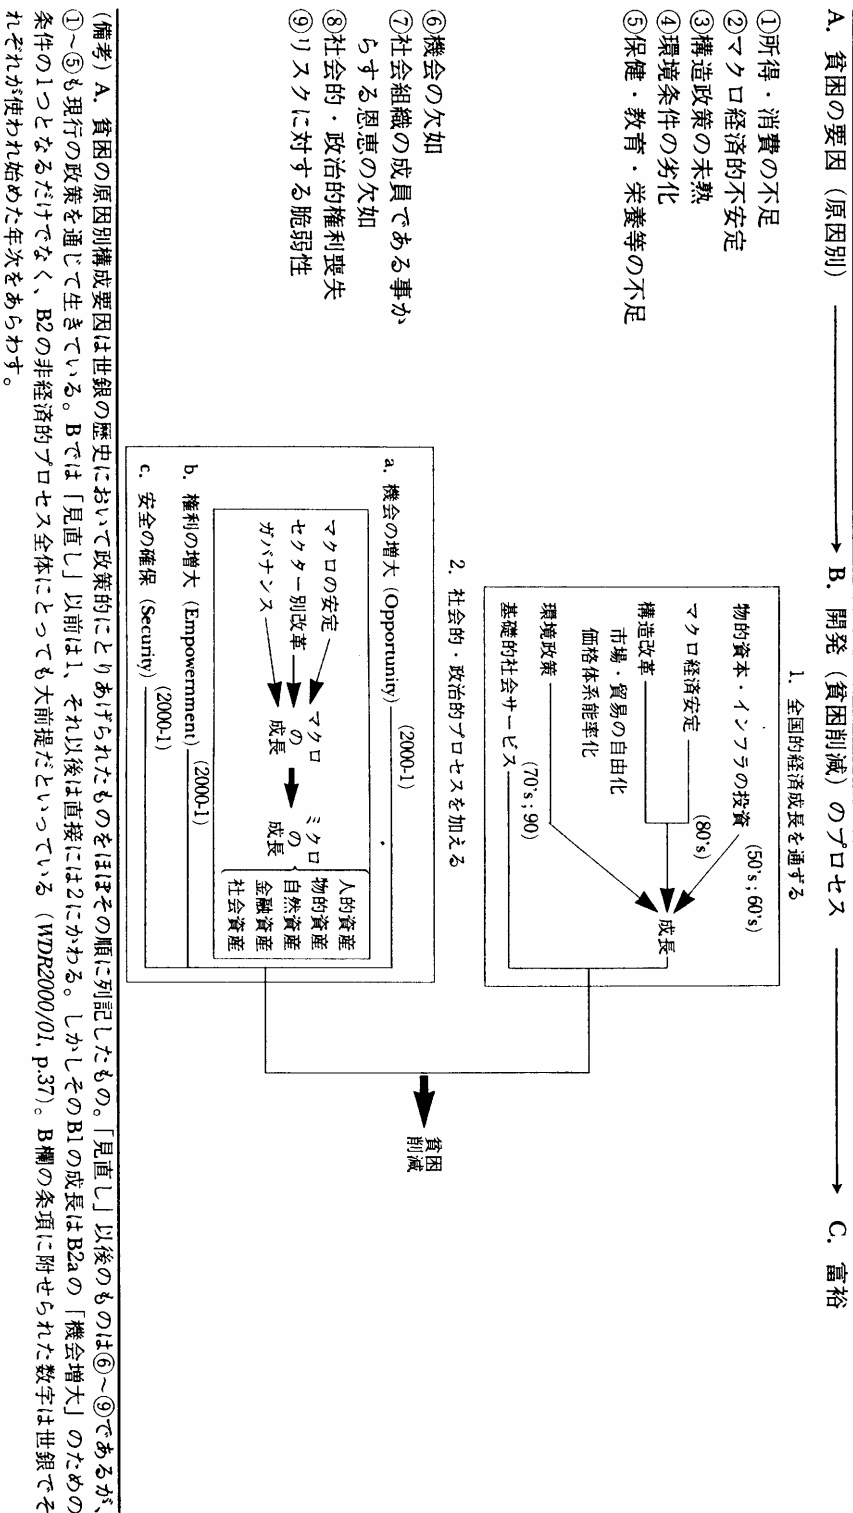 A. 貧困の要因（原因別） B. 開発（貧困削減）のプロセス C. 富裕
①所得・消費の不足
②マクロ経済的不安定
③構造政策の未熟
④環境条件の劣化
⑤保健・教育・栄養等の不足
⑥機会の欠如
⑦社会組織の成員である事か
らする恩恵の欠如
⑧社会的・政治的権利喪失
⑨リスクに対する脆弱性
1. 全国的経済成長を通ずる
物的資本・インフラの投資 (50's ; 60's)
マクロ経済安定 (80's)
構造改革
市場・貿易の自由化
価格体系能率化
環境政策
基礎的社会サービス (70's ; 90)
成長
2. 社会的・政治的プロセスを加える
a. 機会の増大（Opportunity） (2000-1)
マクロの安定
セクター別改革
ガバナンス
マクロ
の
成長
ミクロ
の
成長
人的資産
物的資産
自然資産
金融資産
社会資産
b. 権利の増大（Empowernment） (2000-1)
c. 安全の確保（Security） (2000-1)
貧困
削減
（備考）A. 貧困の原因別構成要因は世銀の歴史において政策的にとりあげられたものをほぼその順に列記したもの。「見直し」以後のものは⑥～⑨であるが、
①～⑤も現行の政策を通じて生きている。Bでは「見直し」以前は1、それ以後は直接には2にかわる。しかしそのB1の成長はB2aの「機会増大」のための
条件の1つとなるだけでなく、B2の非経済的プロセス全体にとっても大前提だといっている（WDR2000/01, p.37）。B欄の条項に附せられた数字は世銀でそ
れぞれが使われ始めた年次をあらわす。